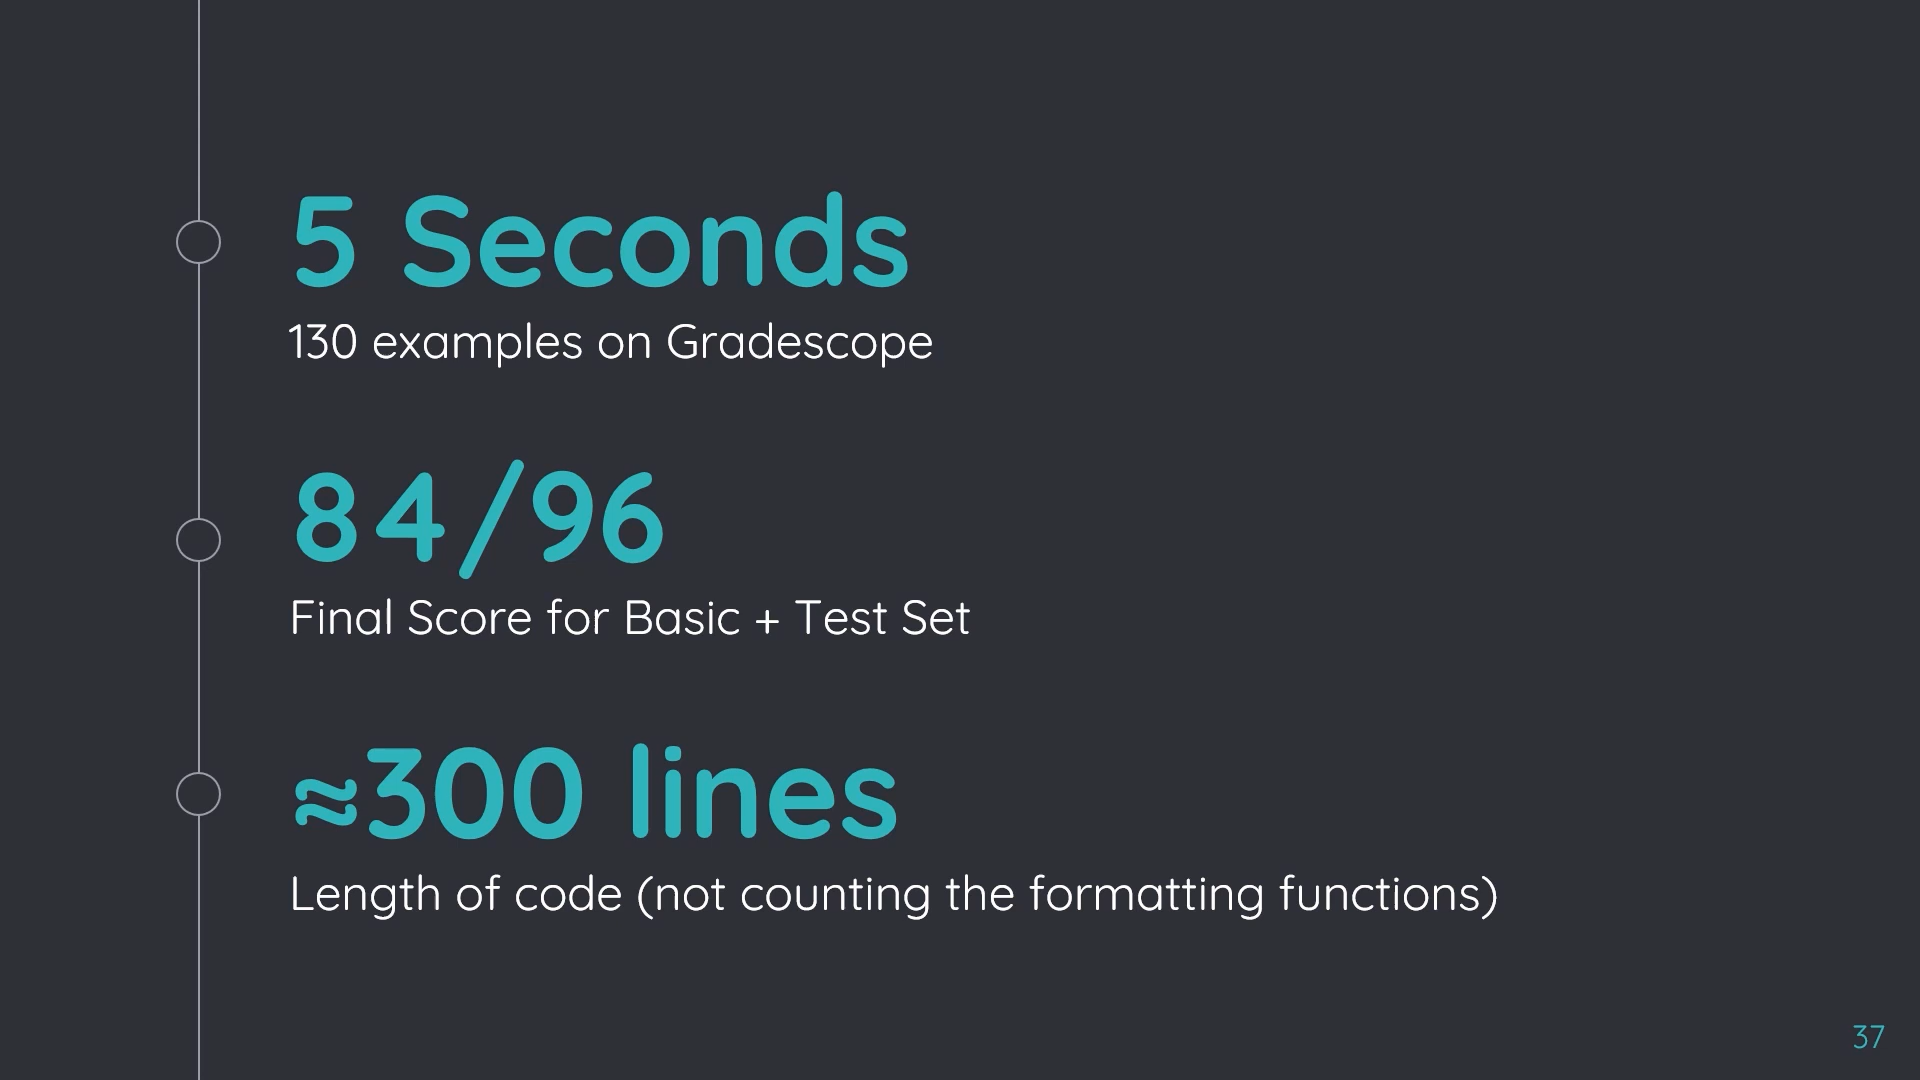 5 Seconds
130 examples on Gradescope
84/96
Final Score for Basic + Test Set
≈300 lines
Length of code (not counting the formatting functions)
37